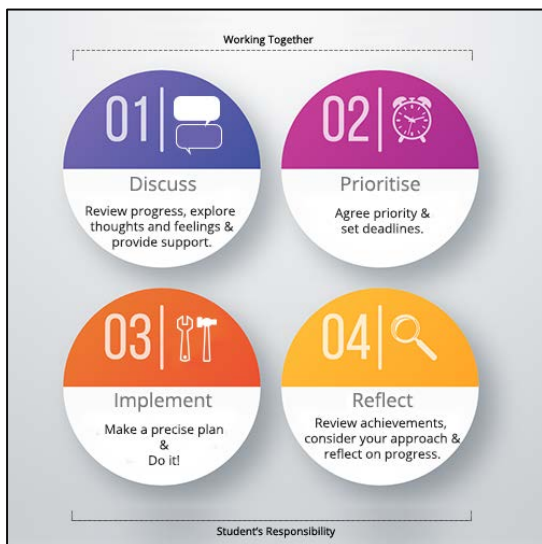 Working Together
01
Discuss
Review progress, explore
thoughts and feelings &
provide support.
02
Prioritise
Agree priority &
set deadlines.
03
Implement
Make a precise plan
&
Do it!
04
Reflect
Review achievements,
consider your approach &
reflect on progress.
Student's Responsibility